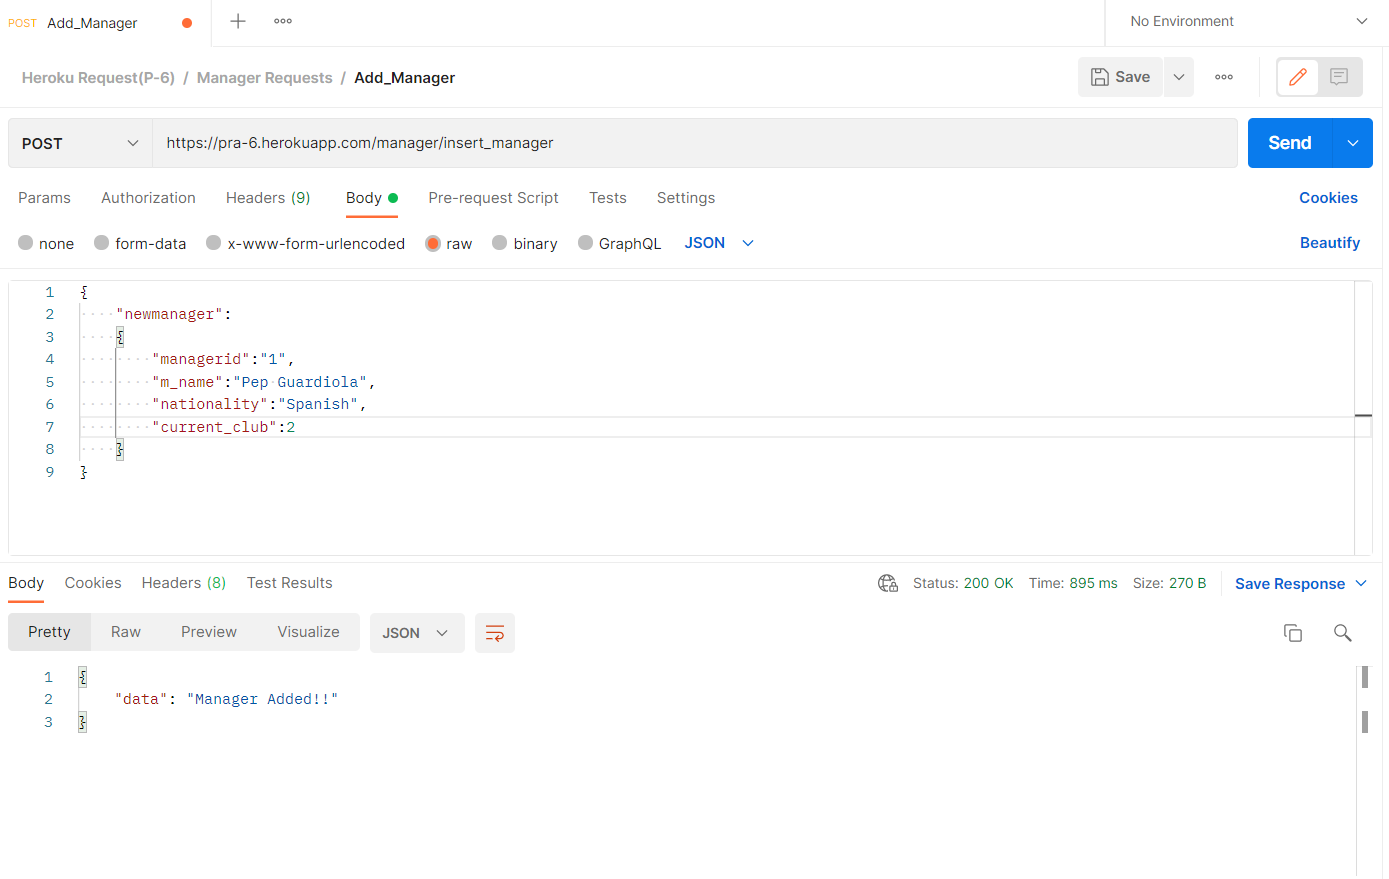 POST Add_Manager No Environment
Heroku Request(P-6) / Manager Requests / Add_Manager Save
POST https://pra-6.herokuapp.com/manager/insert_manager Send
Params Authorization Headers (9) Body Pre-request Script Tests Settings Cookies
none form-data x-www-form-urlencoded raw binary GraphQL JSON Beautify
1 {
2 "newmanager":
3 {
4 "managerid":"1",
5 "m_name":"Pep Guardiola",
6 "nationality":"Spanish",
7 "current_club":2
8 }
9 }
Body Cookies Headers (8) Test Results Status: 200 OK Time: 895 ms Size: 270 B Save Response
Pretty Raw Preview Visualize JSON
1 {
2 "data": "Manager Added!!"
3 }